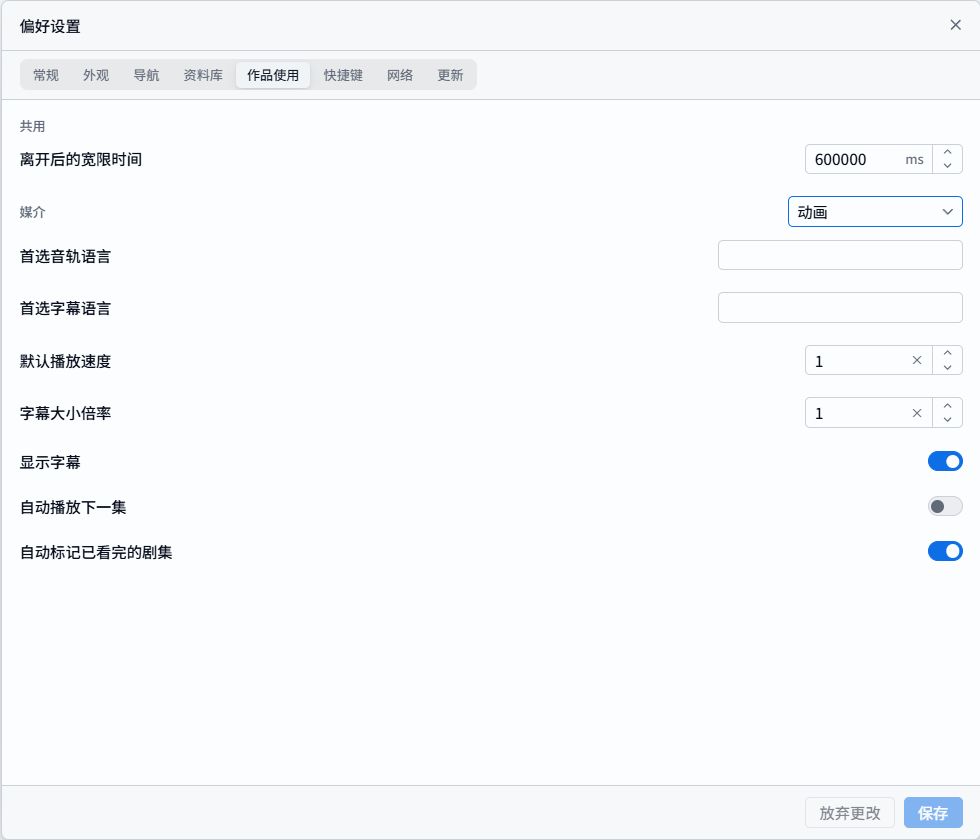 偏好设置
常规 外观 导航 资料库 作品使用 快捷键 网络 更新
共用
离开后的宽限时间 600000 ms
媒介 动画
首选音轨语言
首选字幕语言
默认播放速度 1
字幕大小倍率 1
显示字幕
自动播放下一集
自动标记已看完的剧集
放弃更改 保存